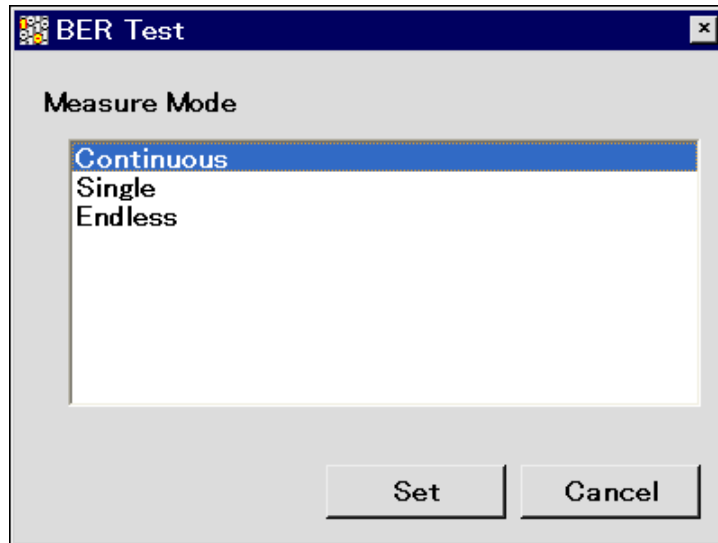 BER Test
Measure Mode
Continuous
Single
Endless
Set
Cancel